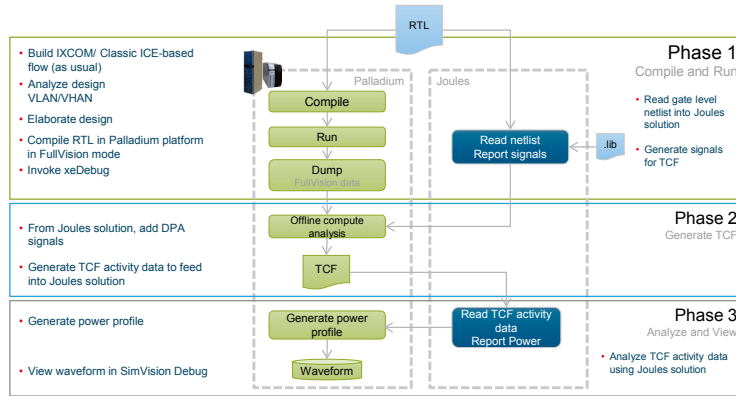 RTL
• Build IXCOM/ Classic ICE-based
flow (as usual)
• Analyze design
VLAN/VHAN
• Elaborate design
• Compile RTL in Palladium platform
in FullVision mode
• Invoke xeDebug
Palladium
Compile
Run
Dump
FullVision data
Joules
Read netlist
Report signals
.lib
Phase 1
Compile and Run
• Read gate level
netlist into Joules
solution
• Generate signals
for TCF
• From Joules solution, add DPA
signals
• Generate TCF activity data to feed
into Joules solution
Offline compute
analysis
TCF
Phase 2
Generate TCF
• Generate power profile
• View waveform in SimVision Debug
Generate power
profile
Waveform
Read TCF activity
data
Report Power
Phase 3
Analyze and View
• Analyze TCF activity data
using Joules solution